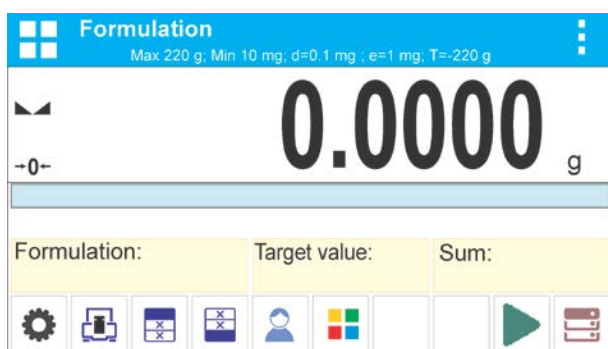 Formulation
Max 220 g; Min 10 mg; d=0.1 mg ; e=1 mg; T=-220 g
0.0000 g
→0←
Formulation: Target value: Sum: